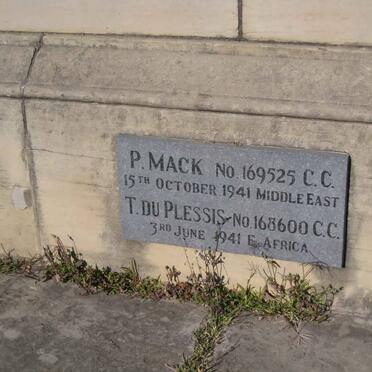 P. MACK NO. 169525 C.C.
15TH OCTOBER 1941 MIDDLE EAST
T. DU PLESSIS-NO. 168600 C.C.
3RD JUNE 1941 E. AFRICA